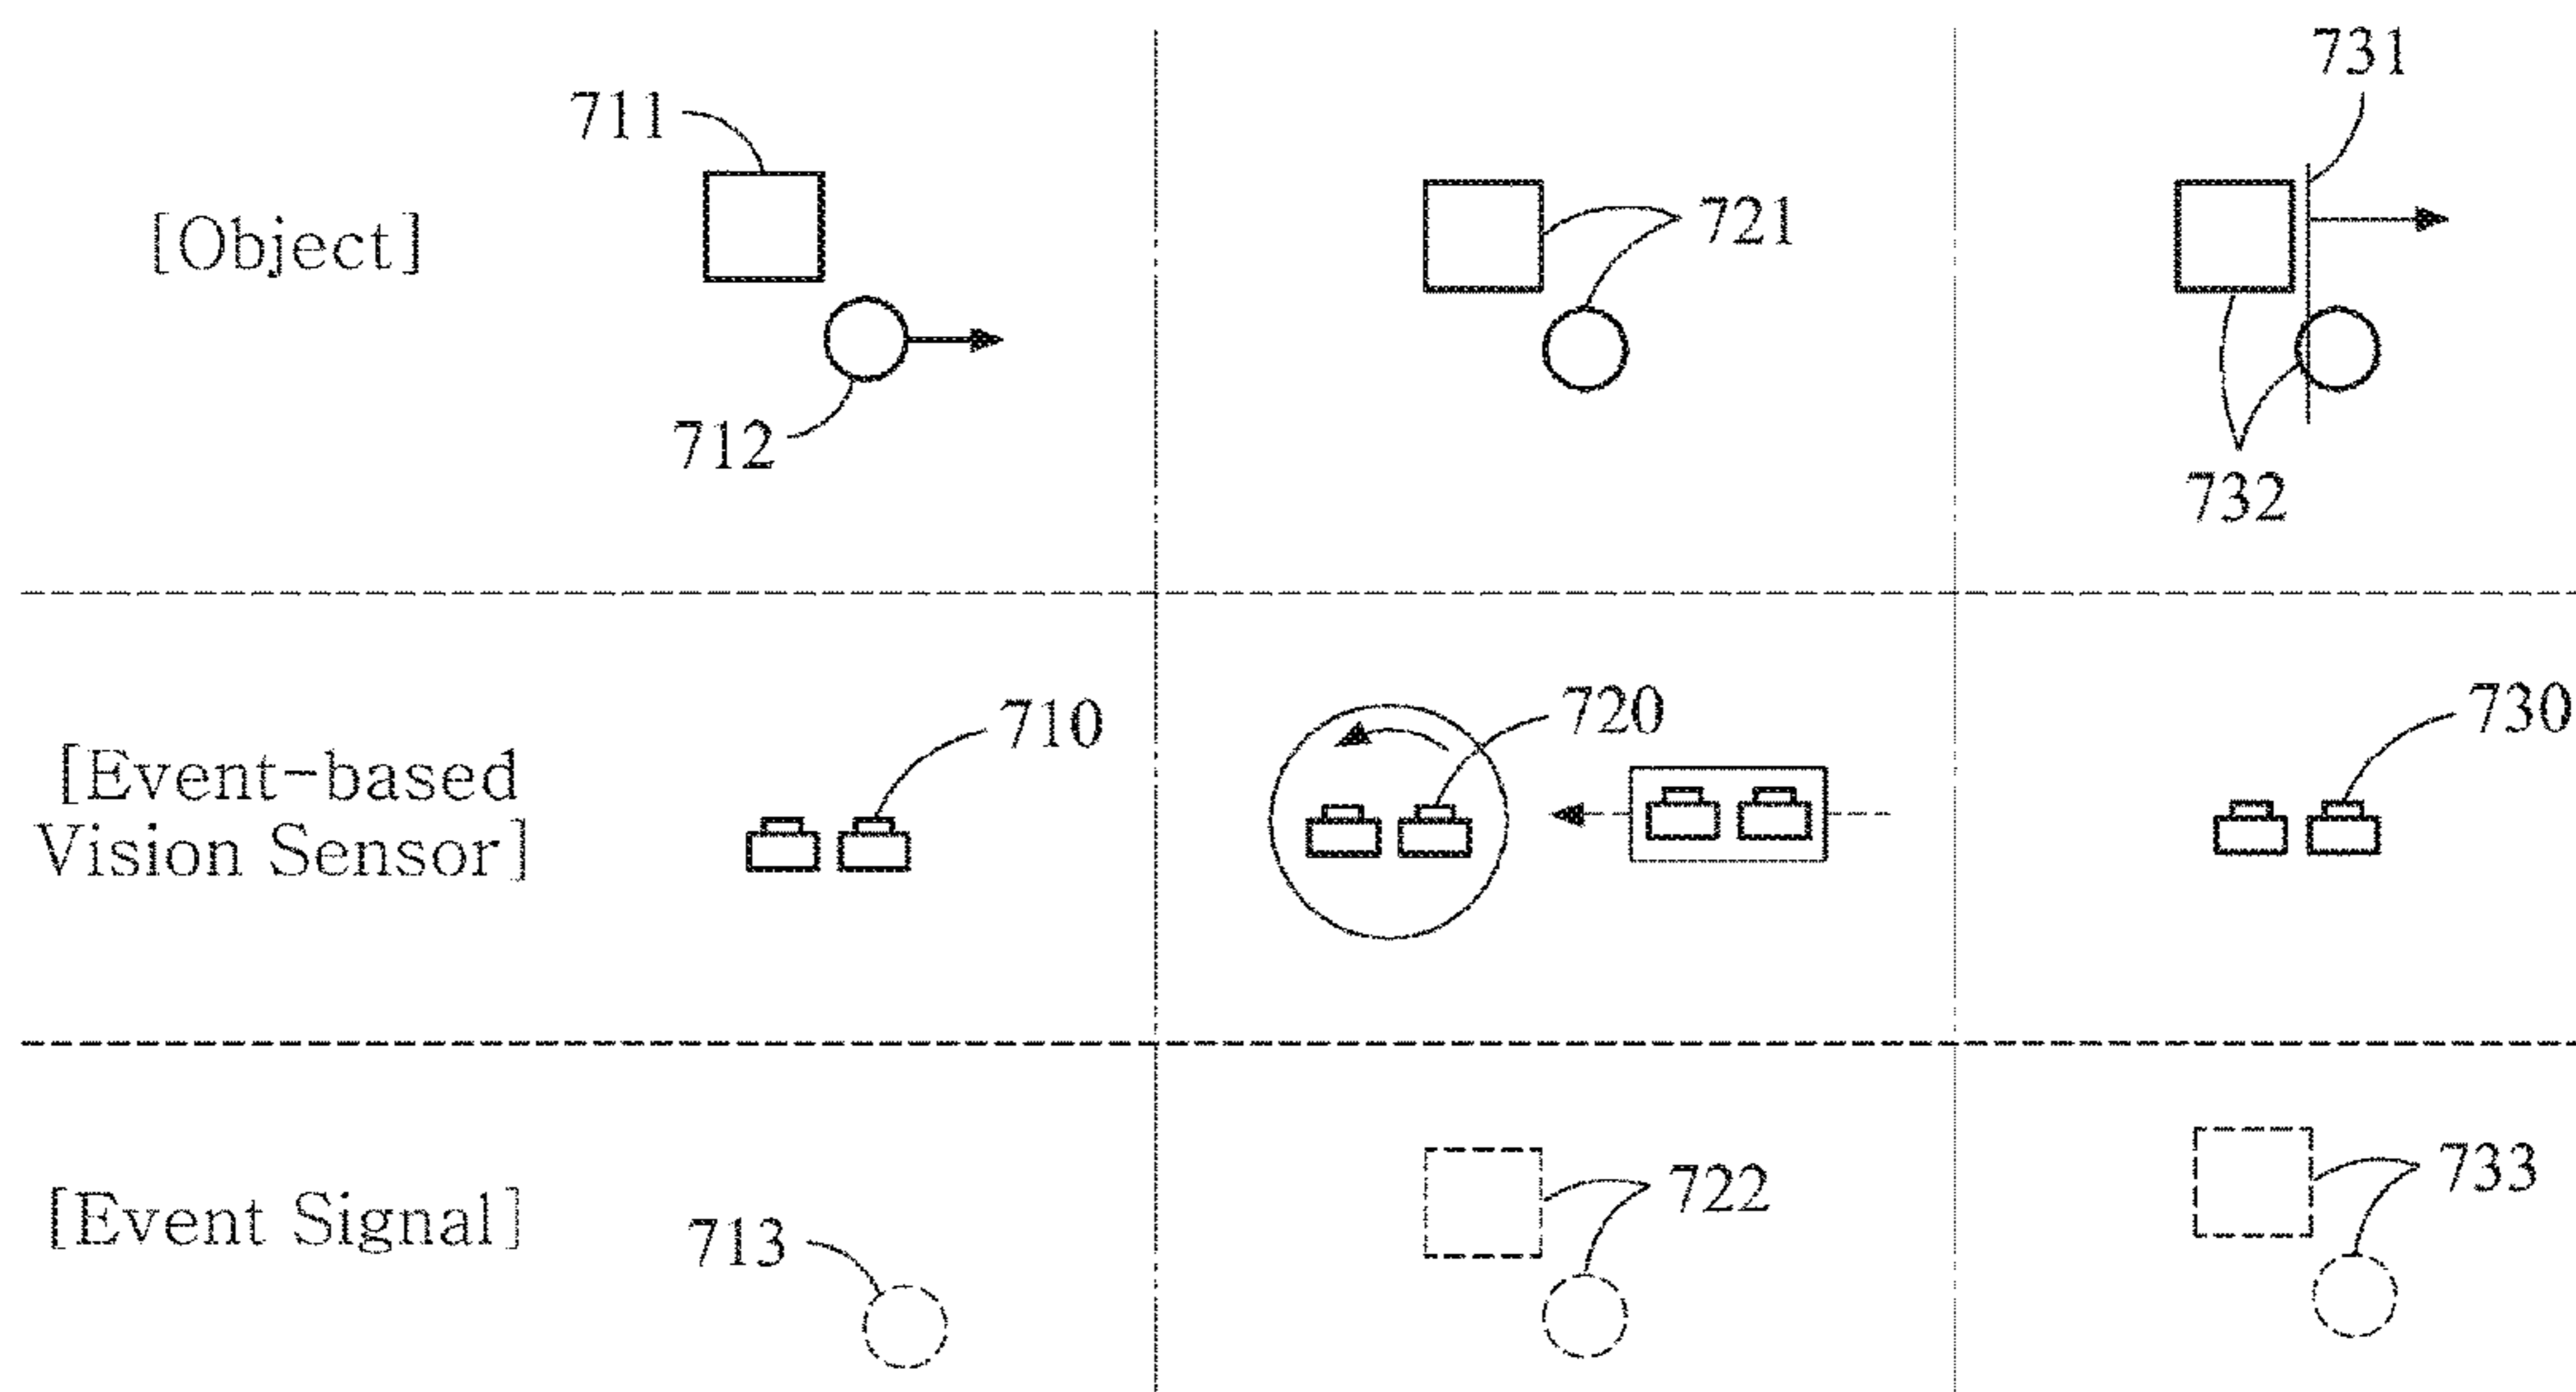 731
711
[Object]
721
712
732
710
720
730
[Event-based
Vision Sensor]
[Event Signal]
713
722
733